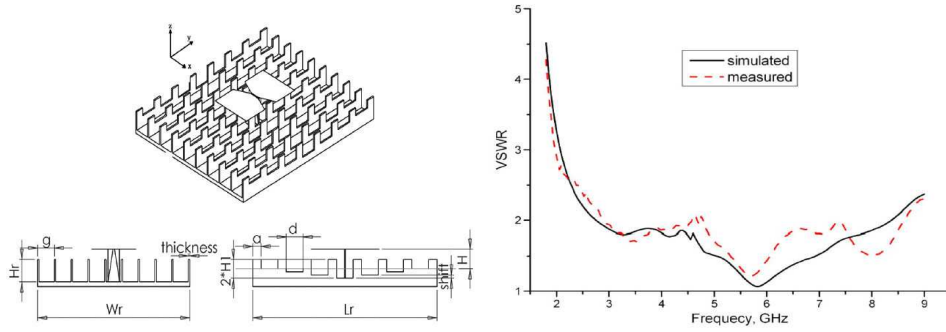 z
y
x
g
thickness
Hr
Wr
a
d
2*H1
H
shift
Lr
simulated
measured
VSWR
5
4
3
2
1
2
3
4
5
6
7
8
9
Frequecy, GHz